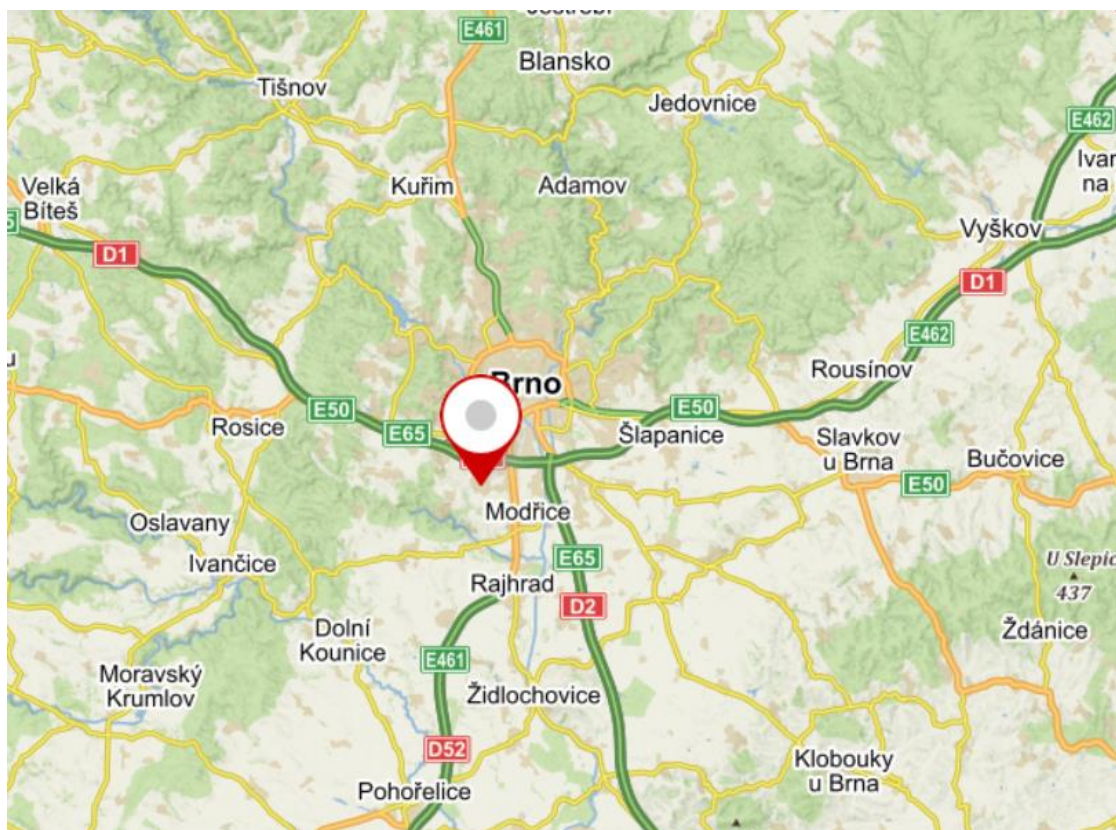 E461
Blansko
Tišnov
Jedovnice
E462
Velká
Bíteš
Kuřim
Adamov
na
Vyškov
D1
D1
E462
Rousínov
Brno
E50
E50
E65
Rosice
Šlapanice
Slavkov
u Brna
Bučovice
E50
Modřice
Oslavany
Ivančice
E65
U Slepic
437
Rajhrad
D2
Dolní
Kounice
Ždánice
E461
Moravský
Krumlov
Židlochovice
D52
Klobouky
u Brna
Pohořelice